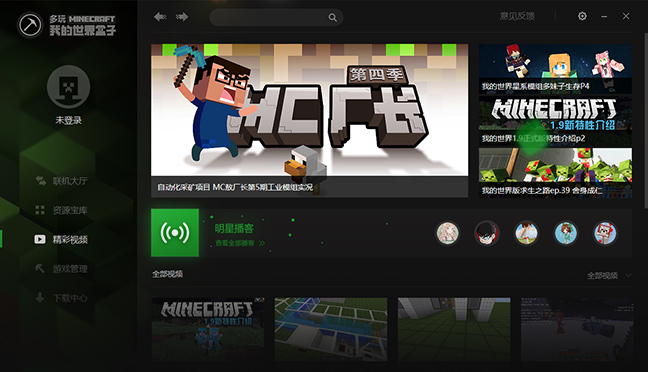 多玩 MINECRAFT
我的世界盒子
意见反馈
未登录
联机大厅
资源宝库
精彩视频
游戏管理
下载中心
第四季
MC厂长
自动化采矿项目 MC敖厂长第5期工业模组实况
我的世界星系模组多妹子生存P4
MINECRAFT
1.9新特性介绍
我的世界1.9正式版特性介绍p2
我的世界版求生之路ep.39 舍身成仁
明星播客
查看全部播客
全部视频
全部视频
MINECRAFT
1.9新特性介绍